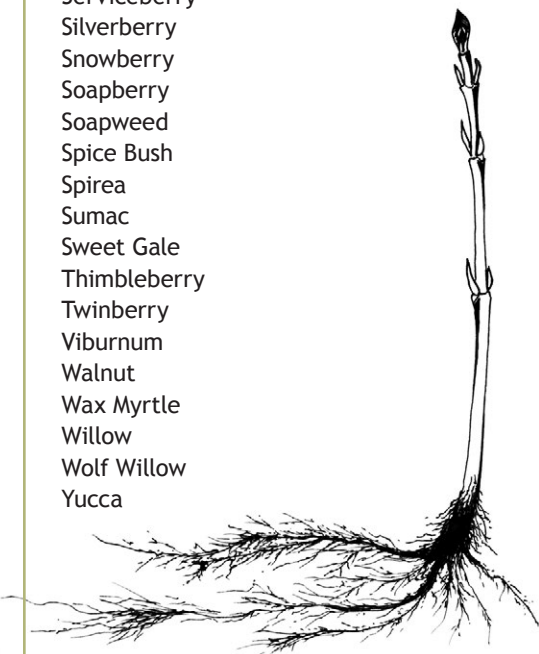 Serviceberry
Silverberry
Snowberry
Soapberry
Soapweed
Spice Bush
Spirea
Sumac
Sweet Gale
Thimbleberry
Twinberry
Viburnum
Walnut
Wax Myrtle
Willow
Wolf Willow
Yucca